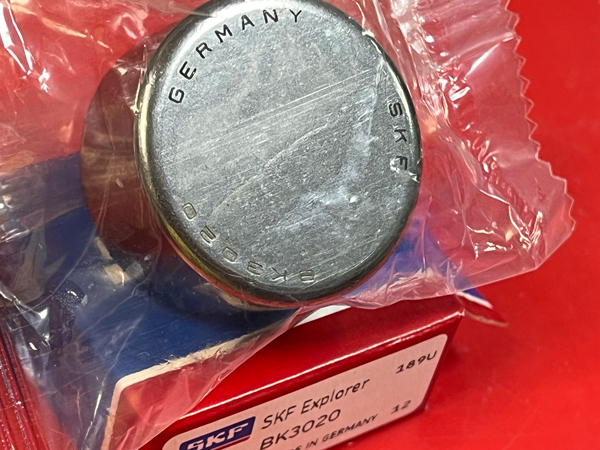 GERMANY
SKF
BK3020
189U
SKF SKF Explorer
BK3020
IN GERMANY 12